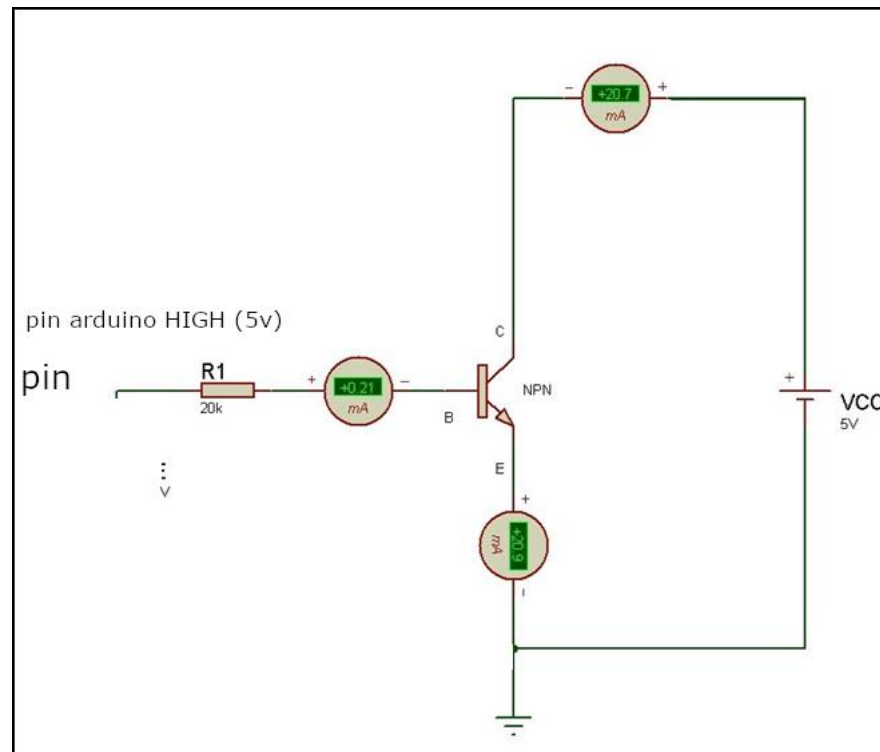 - +20.7 +
mA
pin arduino HIGH (5v)
pin
R1
20k
+ +0.21 -
mA
C
B
NPN
E
+
VCC
5V
+
+20.9
mA
-